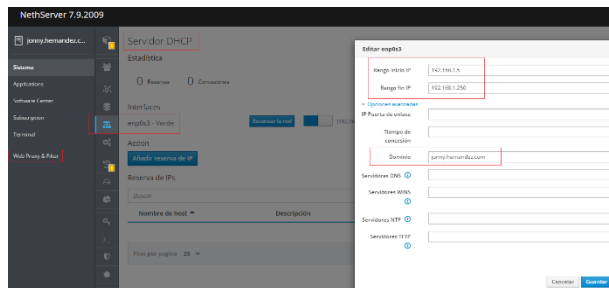 NethServer 7.9.2009
jonny.hernandez.c...
Sistema
Applications
Software Center
Subscription
Terminal
Web Proxy & Filter
Servidor DHCP
Estadística
0 Reservas 0 Concesiones
Interfaces
enp0s3 - Verde
Escanear la red
Accion
Añadir reserva de IP
Reserva de IPs
Buscar
Nombre de host
Descripción
Filas por pagina 25
Editar enp0s3
Rango inicio IP 192.168.1.5
Rango fin IP 192.168.1.250
Opciones avanzadas
IP Puerta de enlace
Tiempo de
concesión
Dominio jonny.hernandez.com
Servidores DNS
Servidores WINS
Servidores NTP
Servidores TFTP
Cancelar Guardar